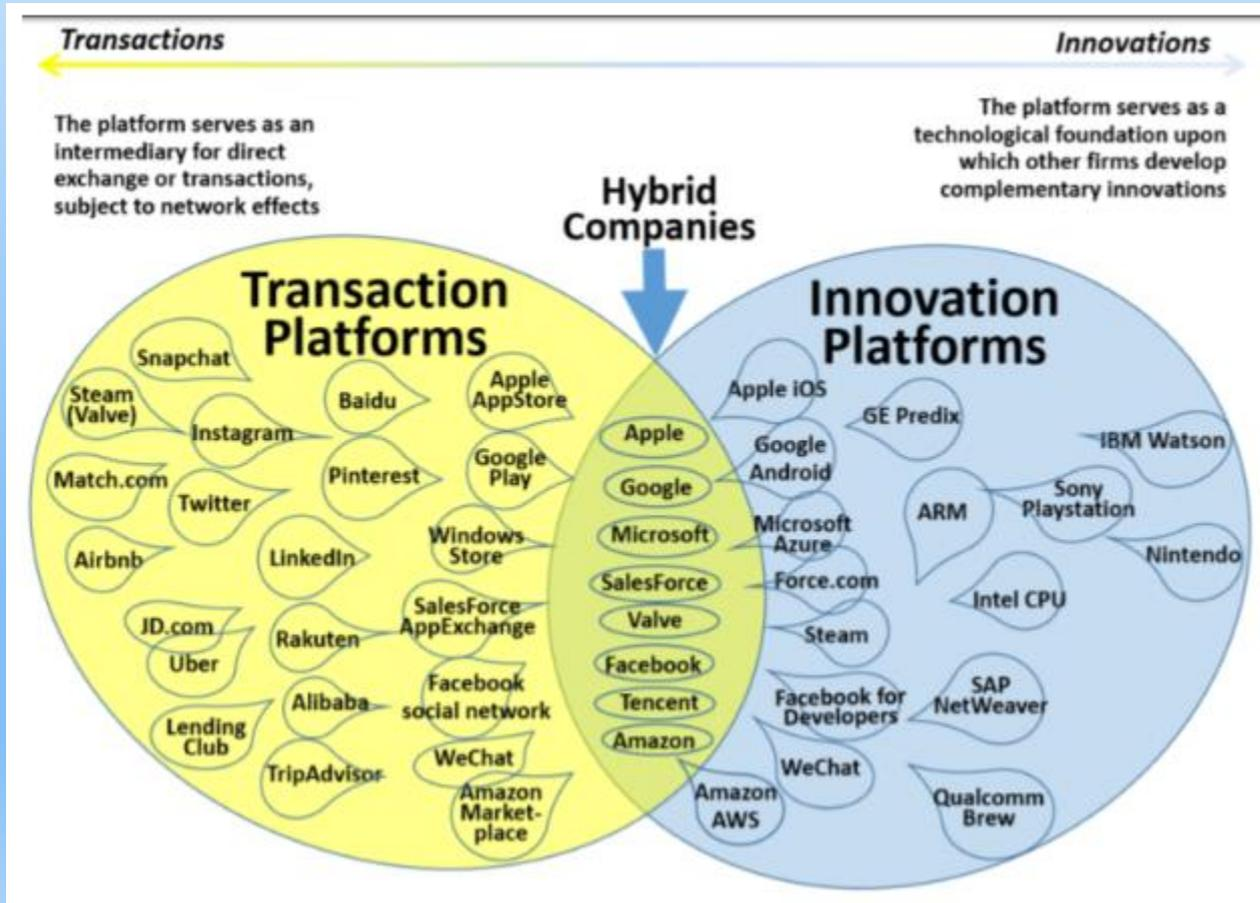 Transactions
Innovations
The platform serves as an
intermediary for direct
exchange or transactions,
subject to network effects
The platform serves as a
technological foundation upon
which other firms develop
complementary innovations
Hybrid
Companies
Transaction
Platforms
Innovation
Platforms
Snapchat
Steam
(Valve)
Instagram
Baidu
Apple
AppStore
Match.com
Twitter
Pinterest
Google
Play
Airbnb
LinkedIn
Windows
Store
JD.com
Uber
Rakuten
SalesForce
AppExchange
Lending
Club
Alibaba
Facebook
social network
TripAdvisor
WeChat
Amazon
Market-
place
Apple
Google
Microsoft
SalesForce
Valve
Facebook
Tencent
Amazon
Apple iOS
GE Predix
IBM Watson
Google
Android
ARM
Sony
Playstation
Microsoft
Azure
Nintendo
Force.com
Intel CPU
Steam
Facebook for
Developers
SAP
NetWeaver
WeChat
Amazon
AWS
Qualcomm
Brew